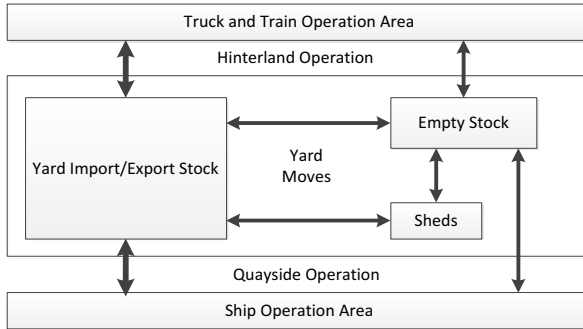 Truck and Train Operation Area
Hinterland Operation
Empty Stock
Yard Import/Export Stock
Yard
Moves
Sheds
Quayside Operation
Ship Operation Area